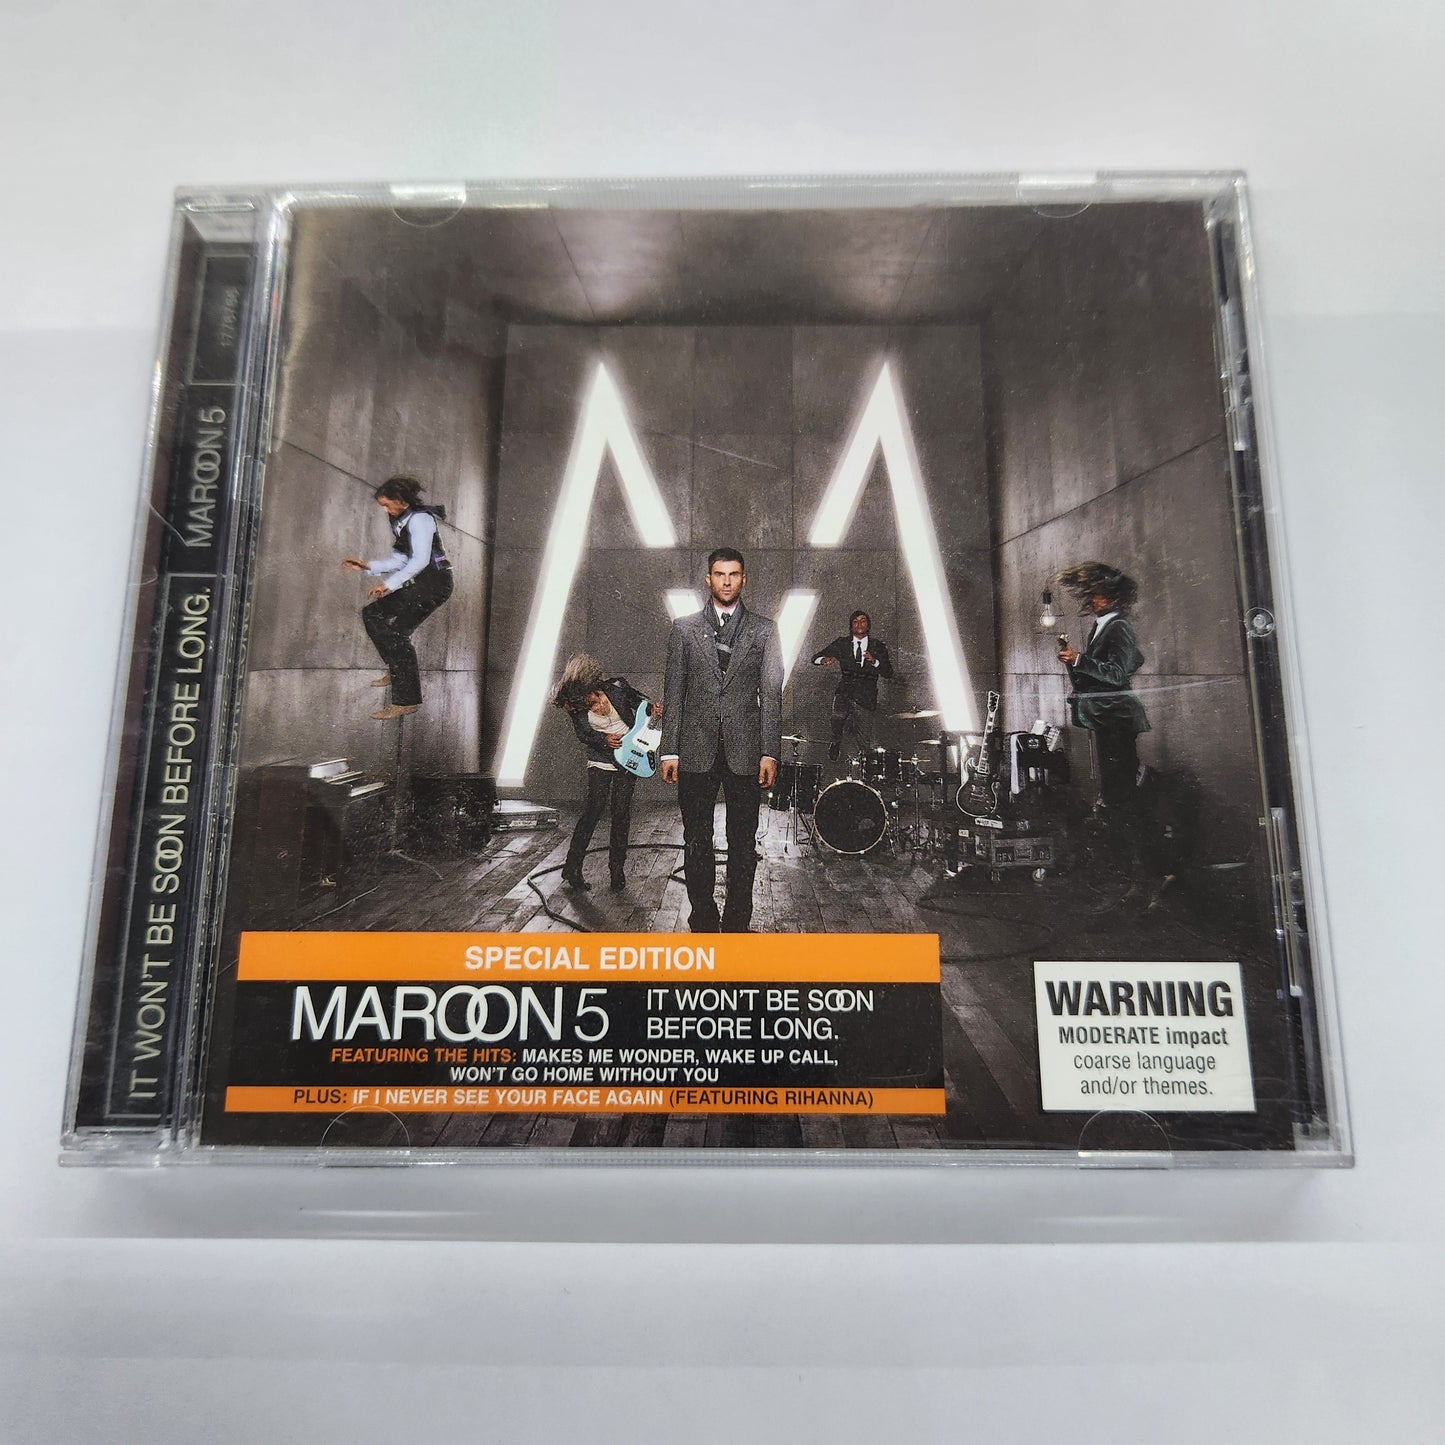 IT WON'T BE SOON BEFORE LONG. MAROON 5
SPECIAL EDITION
MAROON 5
IT WON'T BE SOON
BEFORE LONG.
FEATURING THE HITS: MAKES ME WONDER, WAKE UP CALL,
WON'T GO HOME WITHOUT YOU
PLUS: IF I NEVER SEE YOUR FACE AGAIN (FEATURING RIHANNA)
WARNING
MODERATE impact
coarse language
and/or themes.